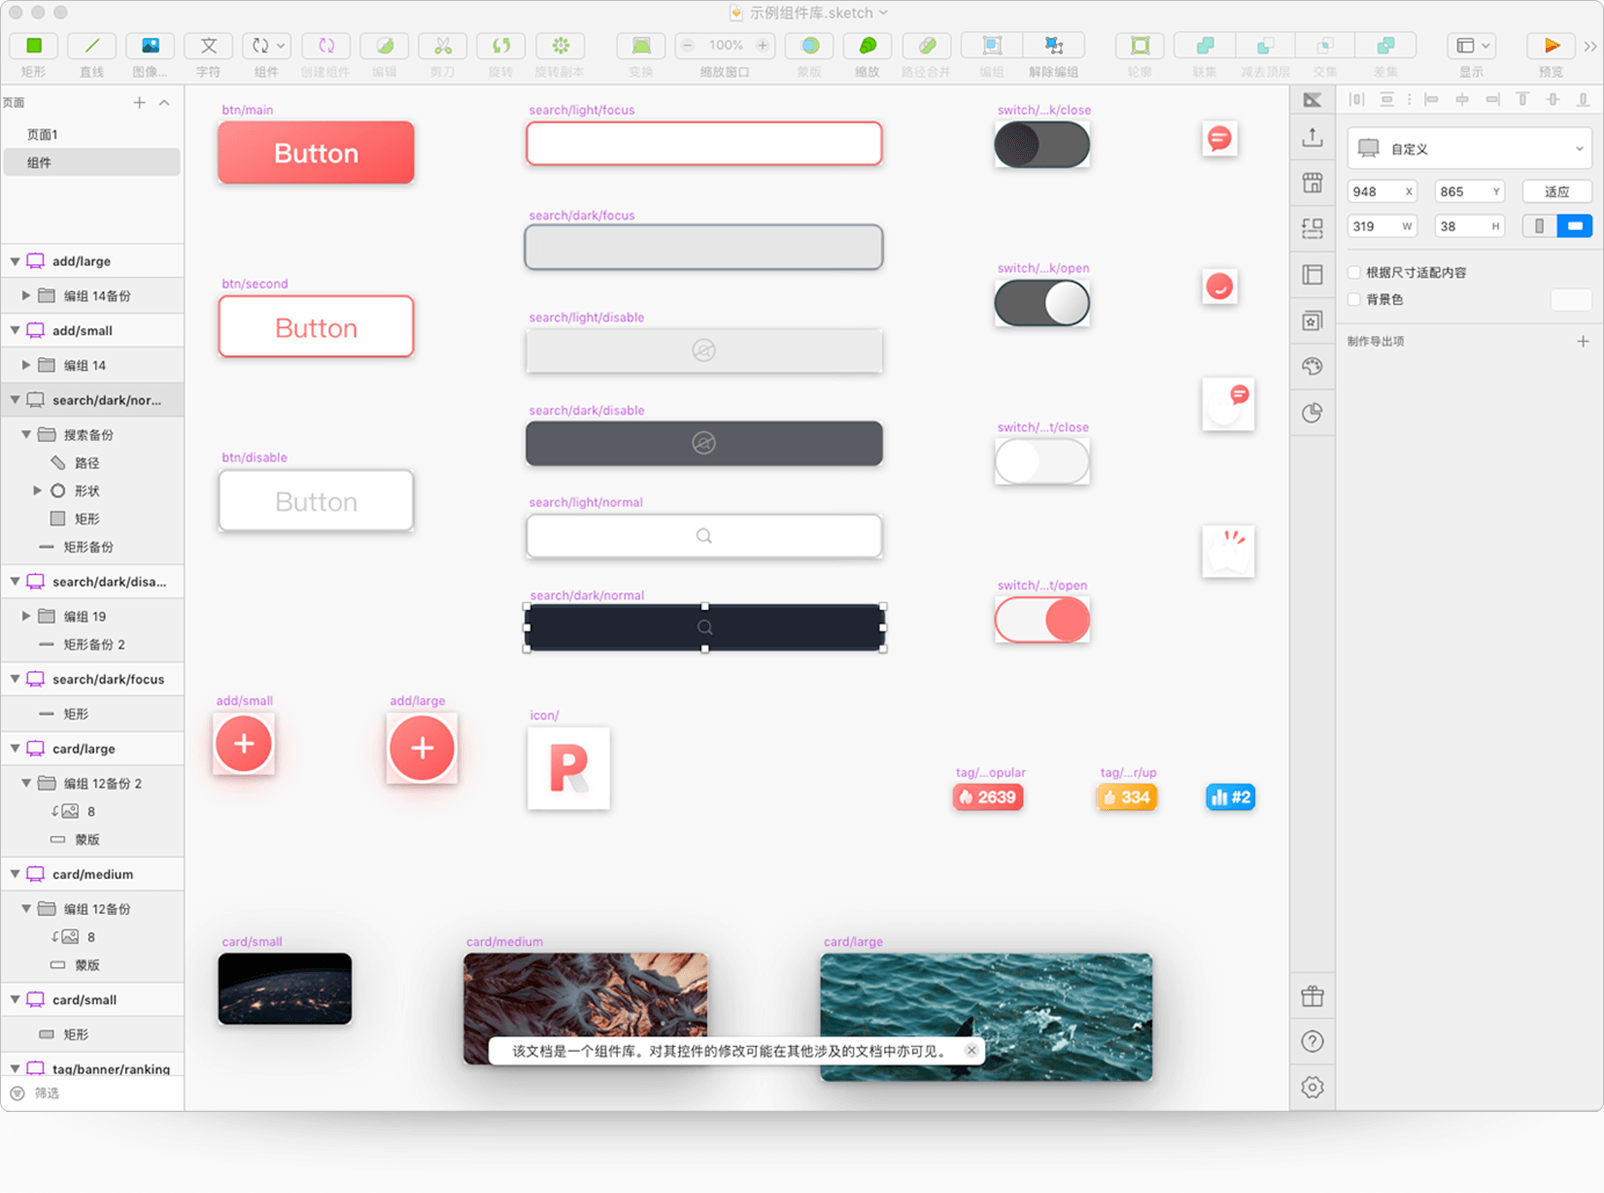 示例组件库.sketch
100%
矩形
直线
图像...
字符
组件
创建组件
编辑
剪刀
旋转
旋转副本
变换
缩放窗口
蒙版
缩放
路径合并
编组
解除编组
轮廓
联集
减去顶层
交集
差集
显示
预览
页面
页面1
组件
add/large
编组 14备份
add/small
编组 14
search/dark/nor...
搜索备份
路径
形状
矩形
矩形备份
search/dark/disa...
编组 19
矩形备份 2
search/dark/focus
矩形
card/large
编组 12备份 2
8
蒙版
card/medium
编组 12备份
8
蒙版
card/small
矩形
tag/banner/ranking
筛选
btn/main
Button
btn/second
Button
btn/disable
Button
search/light/focus
search/dark/focus
search/light/disable
search/dark/disable
search/light/normal
search/dark/normal
switch/...k/close
switch/...k/open
switch/...t/close
switch/...t/open
add/small
add/large
icon/
P
tag/...opular
2639
tag/...r/up
334
#2
card/small
card/medium
card/large
该文档是一个组件库。对其控件的修改可能在其他涉及的文档中亦可见。
自定义
948 X
865 Y
适应
319 W
38 H
根据尺寸适配内容
背景色
制作导出项